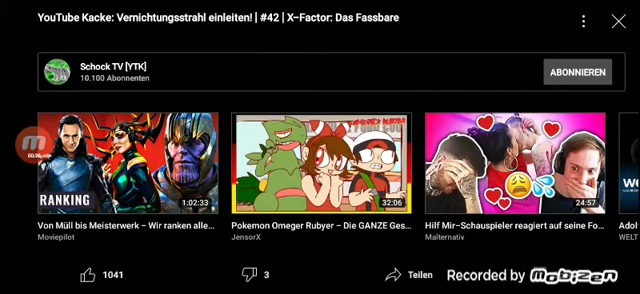 YouTube Kacke: Vernichtungsstrahl einleiten! | #42 | X-Factor: Das Fassbare
Schock TV [YTK]
10.100 Abonnenten
ABONNIEREN
RANKING
1:02:33
32:06
24:57
Von Müll bis Meisterwerk – Wir ranken alle...
Moviepilot
Pokemon Omeger Rubyer – Die GANZE Ges...
JensorX
Hilf Mir–Schauspieler reagiert auf seine Fo...
Malternativ
Adol
WELT
1041
3
Teilen
Recorded by Mobizen